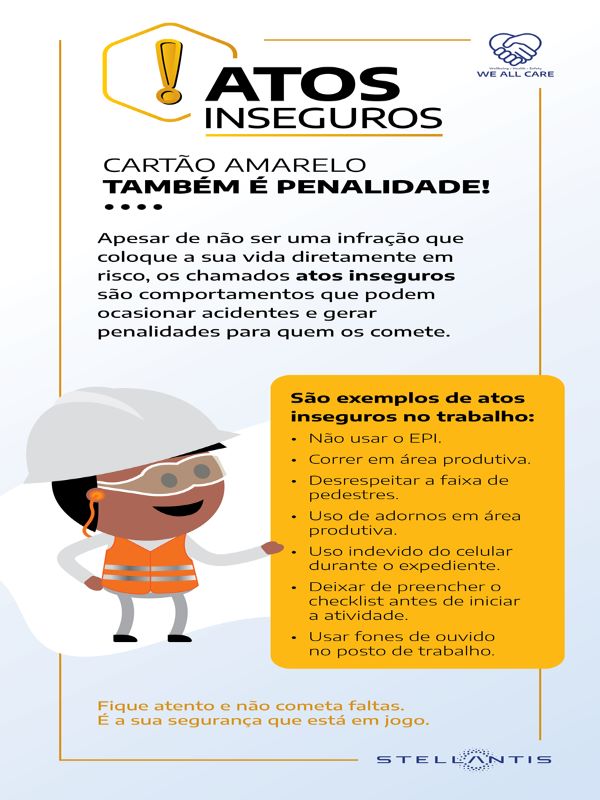 ATOS
INSEGUROS
Wellbeing • Health • Safety
WE ALL CARE
CARTÃO AMARELO
TAMBÉM É PENALIDADE!
Apesar de não ser uma infração que
coloque a sua vida diretamente em
risco, os chamados atos inseguros
são comportamentos que podem
ocasionar acidentes e gerar
penalidades para quem os comete.
São exemplos de atos
inseguros no trabalho:
• Não usar o EPI.
• Correr em área produtiva.
• Desrespeitar a faixa de
pedestres.
• Uso de adornos em área
produtiva.
• Uso indevido do celular
durante o expediente.
• Deixar de preencher o
checklist antes de iniciar
a atividade.
• Usar fones de ouvido
no posto de trabalho.
Fique atento e não cometa faltas.
É a sua segurança que está em jogo.
STELLANTIS